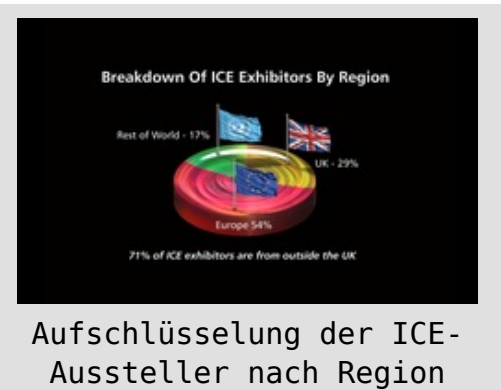 Breakdown Of ICE Exhibitors By Region
Rest of World - 17%
UK - 29%
Europe 54%
71% of ICE exhibitors are from outside the UK
Aufschlüsselung der ICE-
Aussteller nach Region